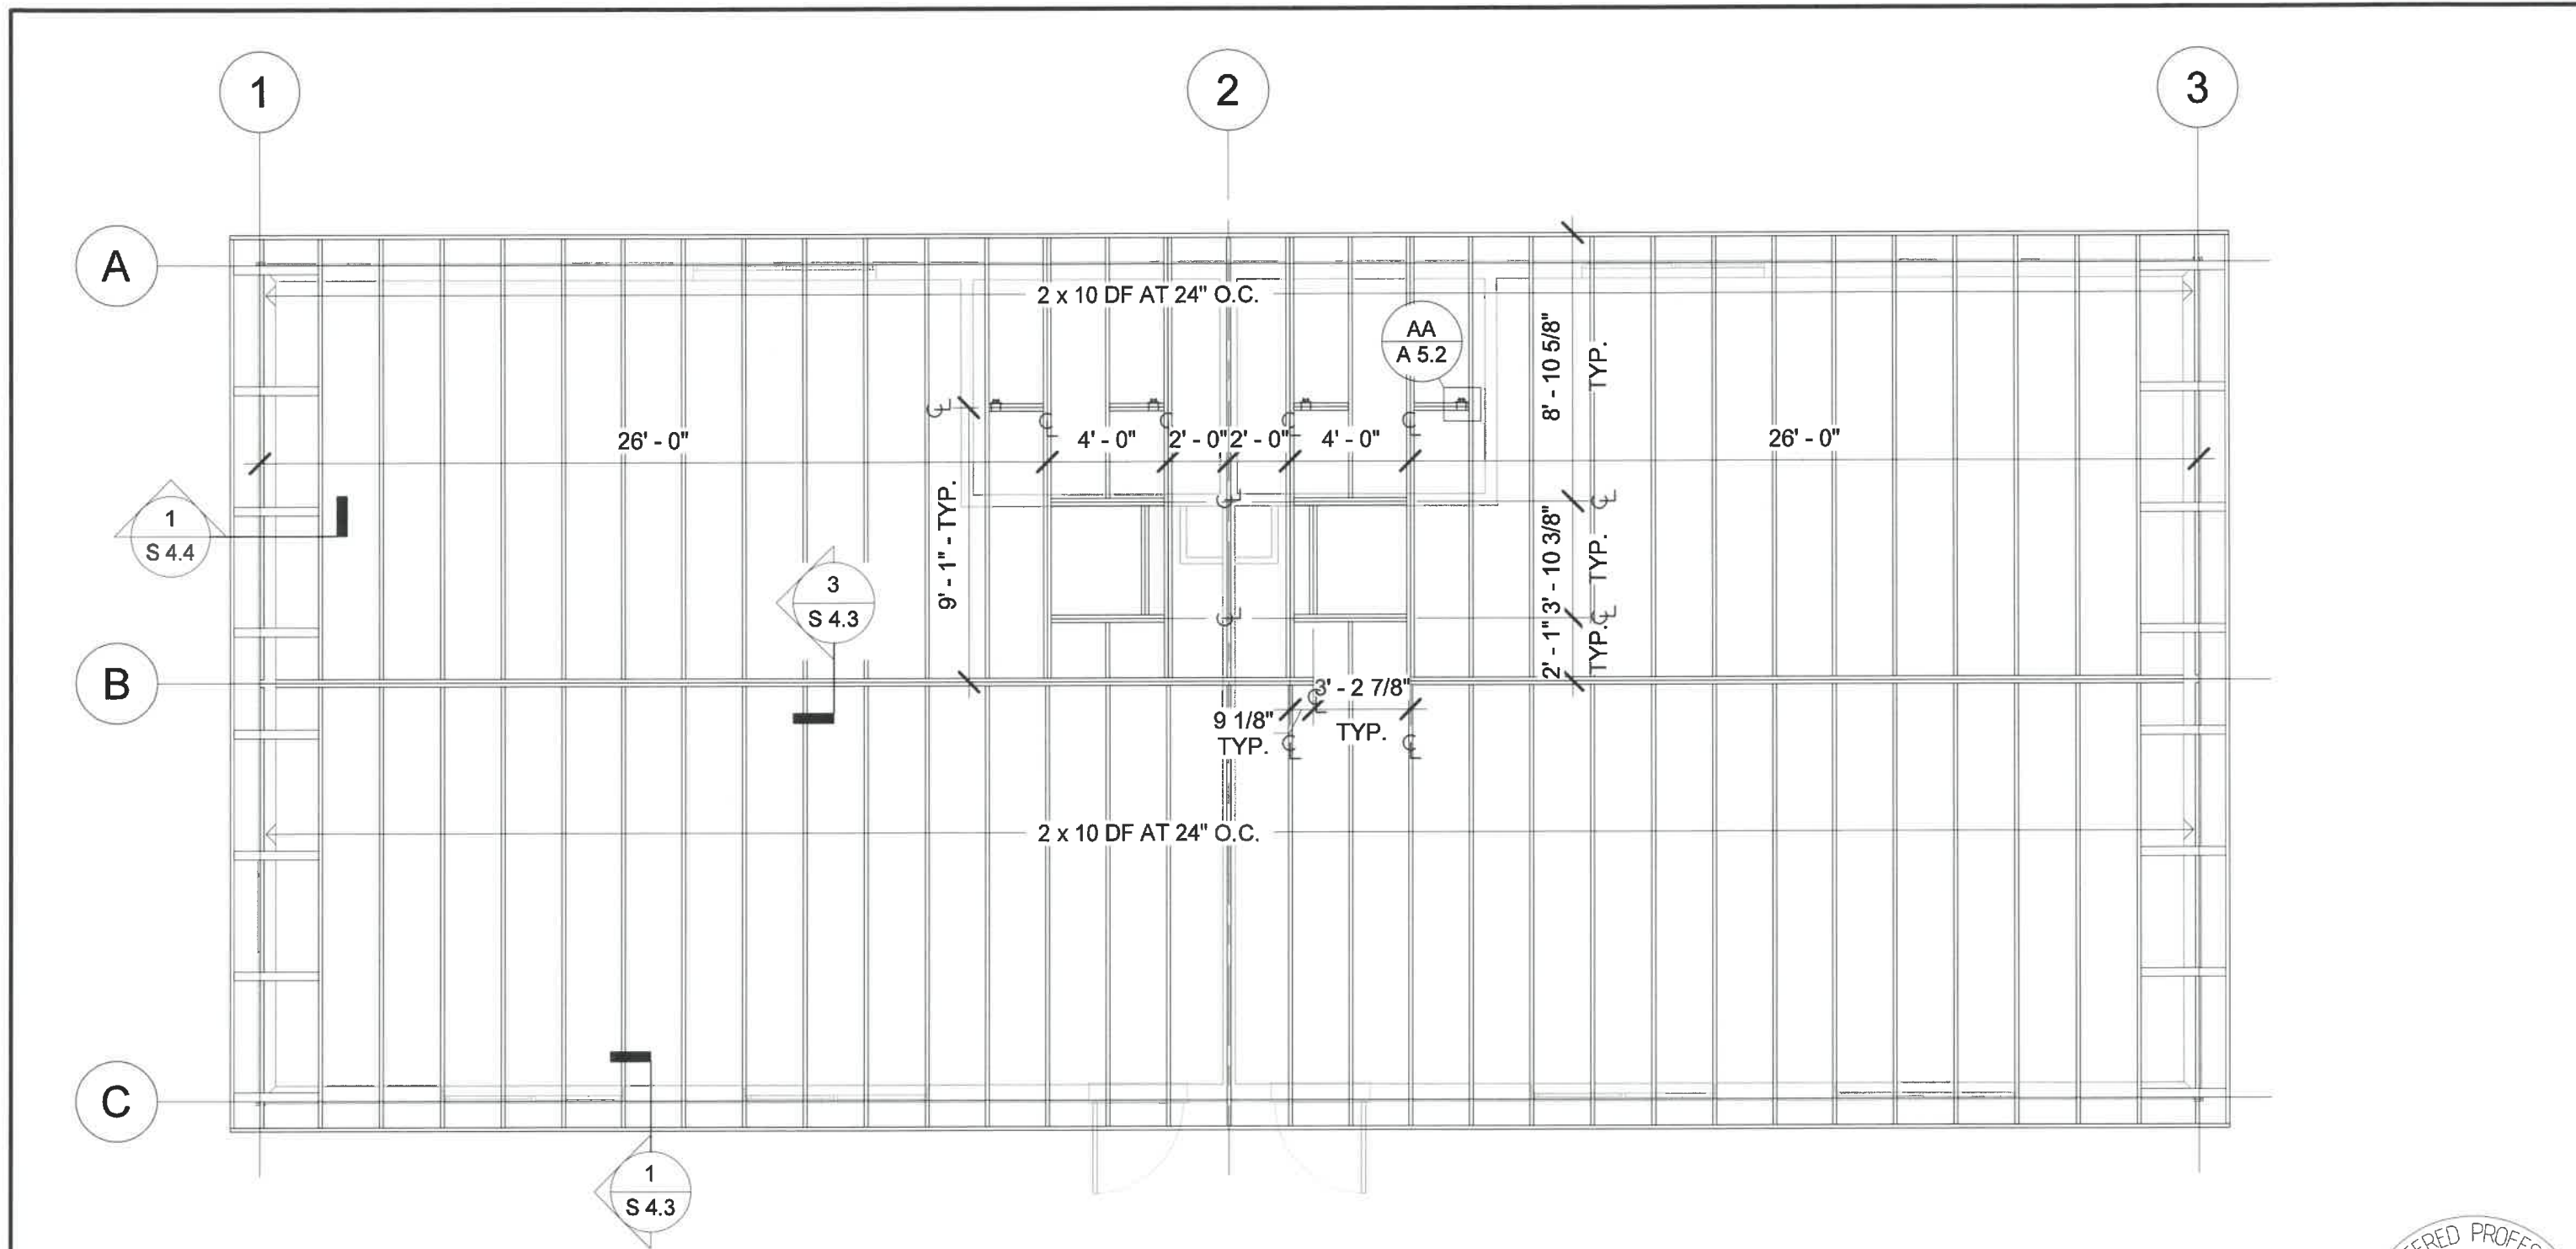 1
2
3
A
2 x 10 DF AT 24" O.C.
AA
A 5.2
8' - 10 5/8"
TYP.
26' - 0"
4' - 0"
2' - 0"
2' - 0"
4' - 0"
26' - 0"
9' - 1" - TYP.
1
S 4.4
3' - 10 3/8"
TYP.
3
S 4.3
2' - 1"
TYP.
B
3' - 2 7/8"
TYP.
9 1/8"
TYP.
2 x 10 DF AT 24" O.C.
C
1
S 4.3
PROFES